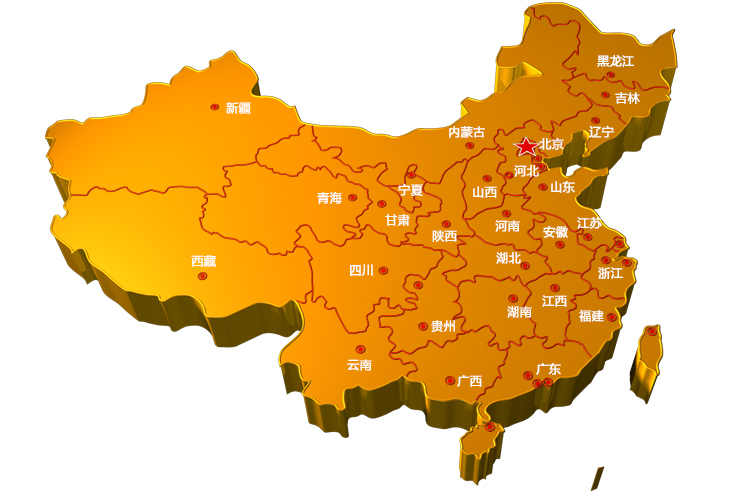 黑龙江
吉林
新疆
辽宁
内蒙古
北京
河北
山东
宁夏
山西
青海
甘肃
河南
江苏
安徽
陕西
西藏
湖北
四川
浙江
江西
湖南
福建
贵州
云南
广东
广西